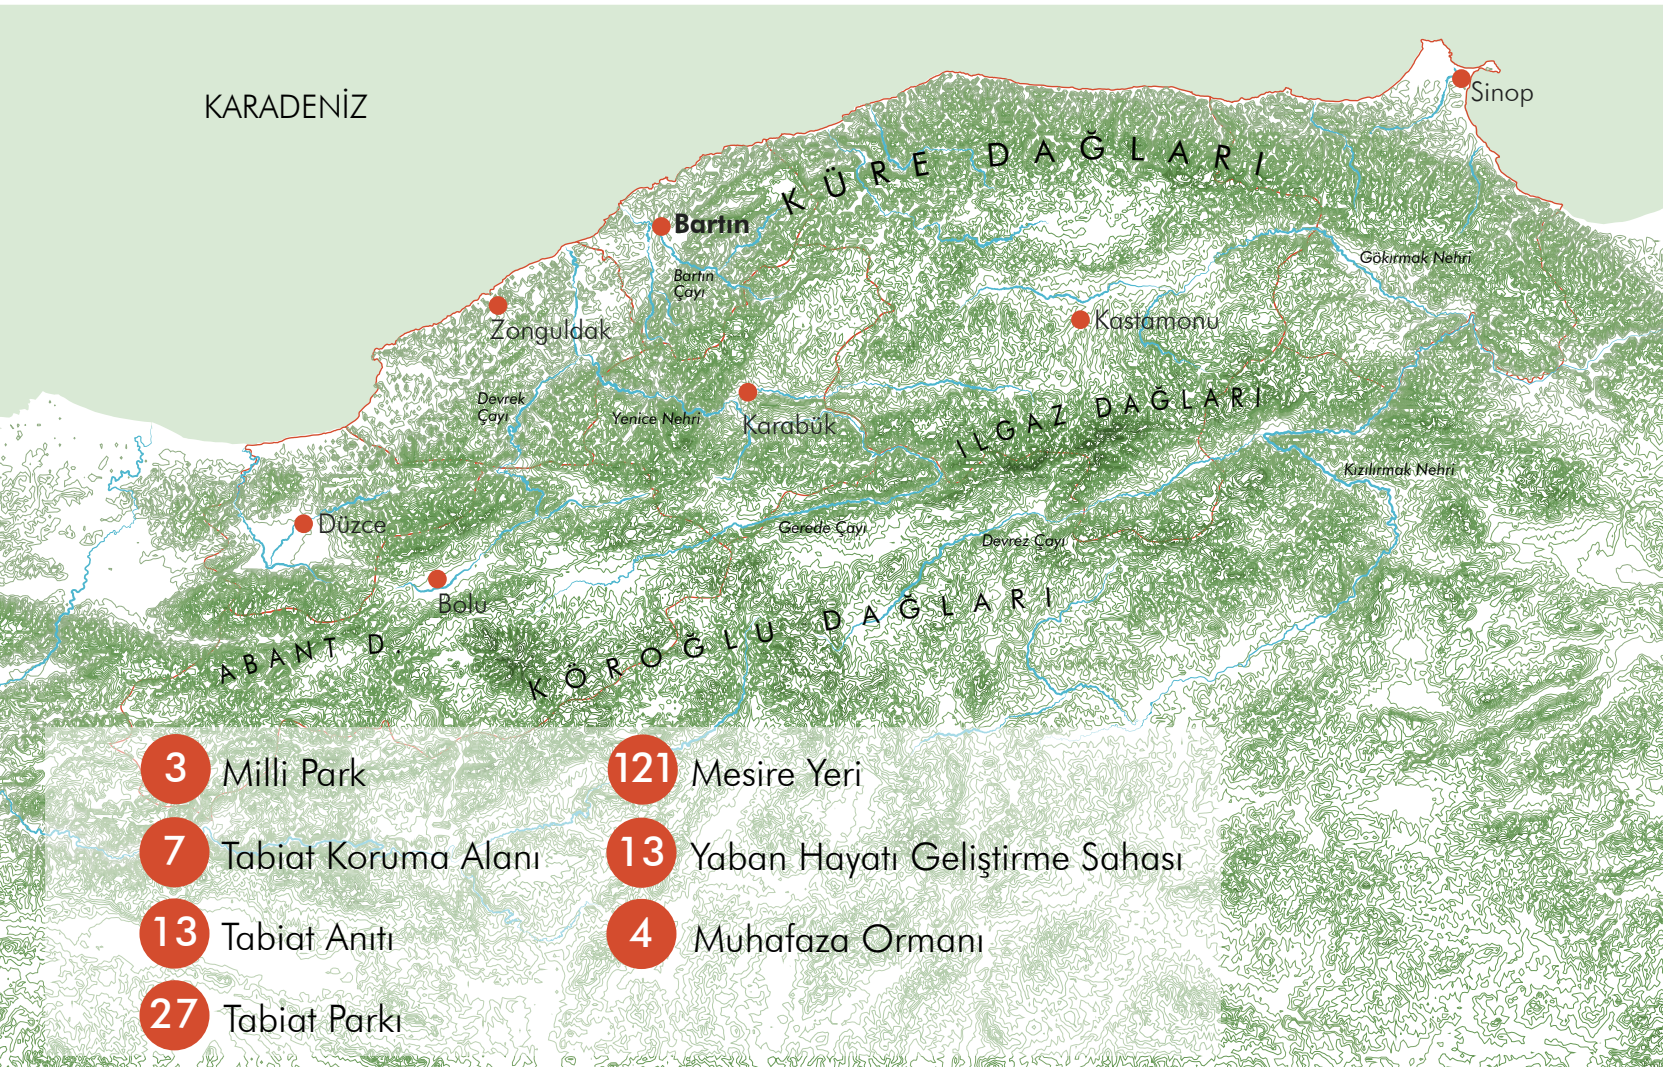 KARADENİZ
Sinop
KÜRE DAĞLARI
Bartın
Bartın
Çayı
Gökırmak Nehri
Zonguldak
Kastamonu
Devrek
Çayı
Yenice Nehri
Karabük
ILGAZ DAĞLARI
Kızılırmak Nehri
Düzce
Gerede Çayı
Devrez Çayı
Bolu
ABANT D.
KÖROĞLU DAĞLARI
3 Milli Park
7 Tabiat Koruma Alanı
13 Tabiat Anıtı
27 Tabiat Parkı
121 Mesire Yeri
13 Yaban Hayatı Geliştirme Sahası
4 Muhafaza Ormanı